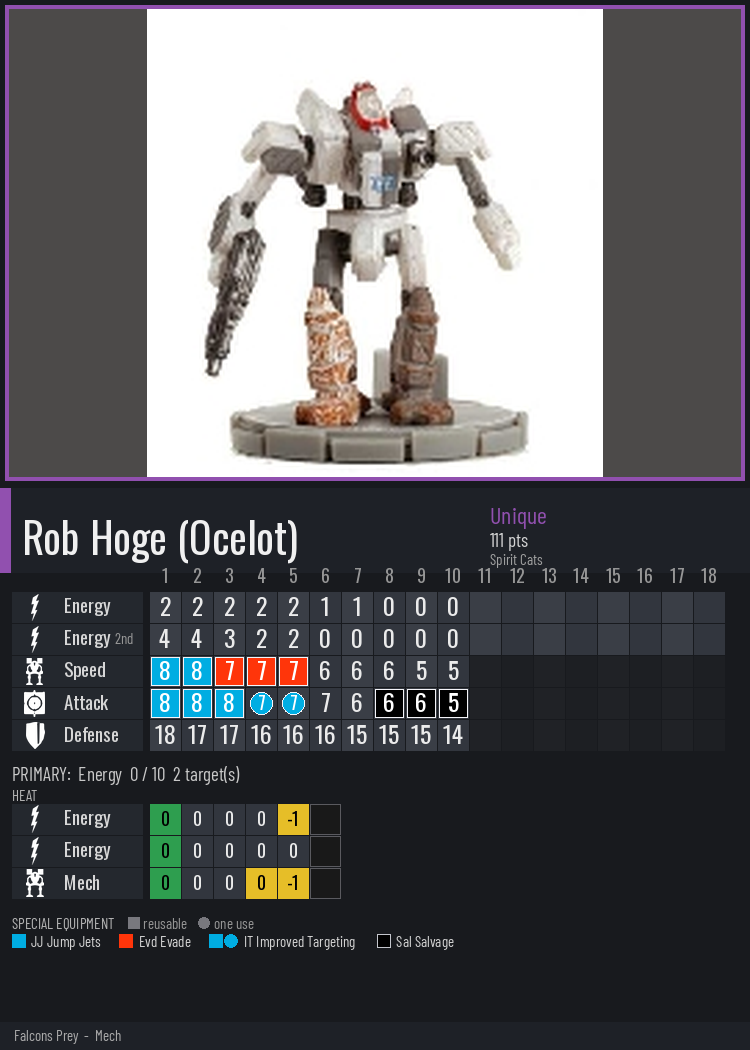 Rob Hoge (Ocelot)
Unique
111 pts
Spirit Cats
1 2 3 4 5 6 7 8 9 10 11 12 13 14 15 16 17 18
Energy 2 2 2 2 2 1 1 0 0 0
Energy 2nd 4 4 3 2 2 0 0 0 0 0
Speed 8 8 7 7 7 6 6 6 5 5
Attack 8 8 8 7 7 7 6 6 6 5
Defense 18 17 17 16 16 16 15 15 15 14
PRIMARY: Energy 0 / 10 2 target(s)
HEAT
Energy 0 0 0 0 -1
Energy 0 0 0 0 0
Mech 0 0 0 0 -1
SPECIAL EQUIPMENT reusable one use
JJ Jump Jets Evd Evade IT Improved Targeting Sal Salvage
Falcons Prey - Mech